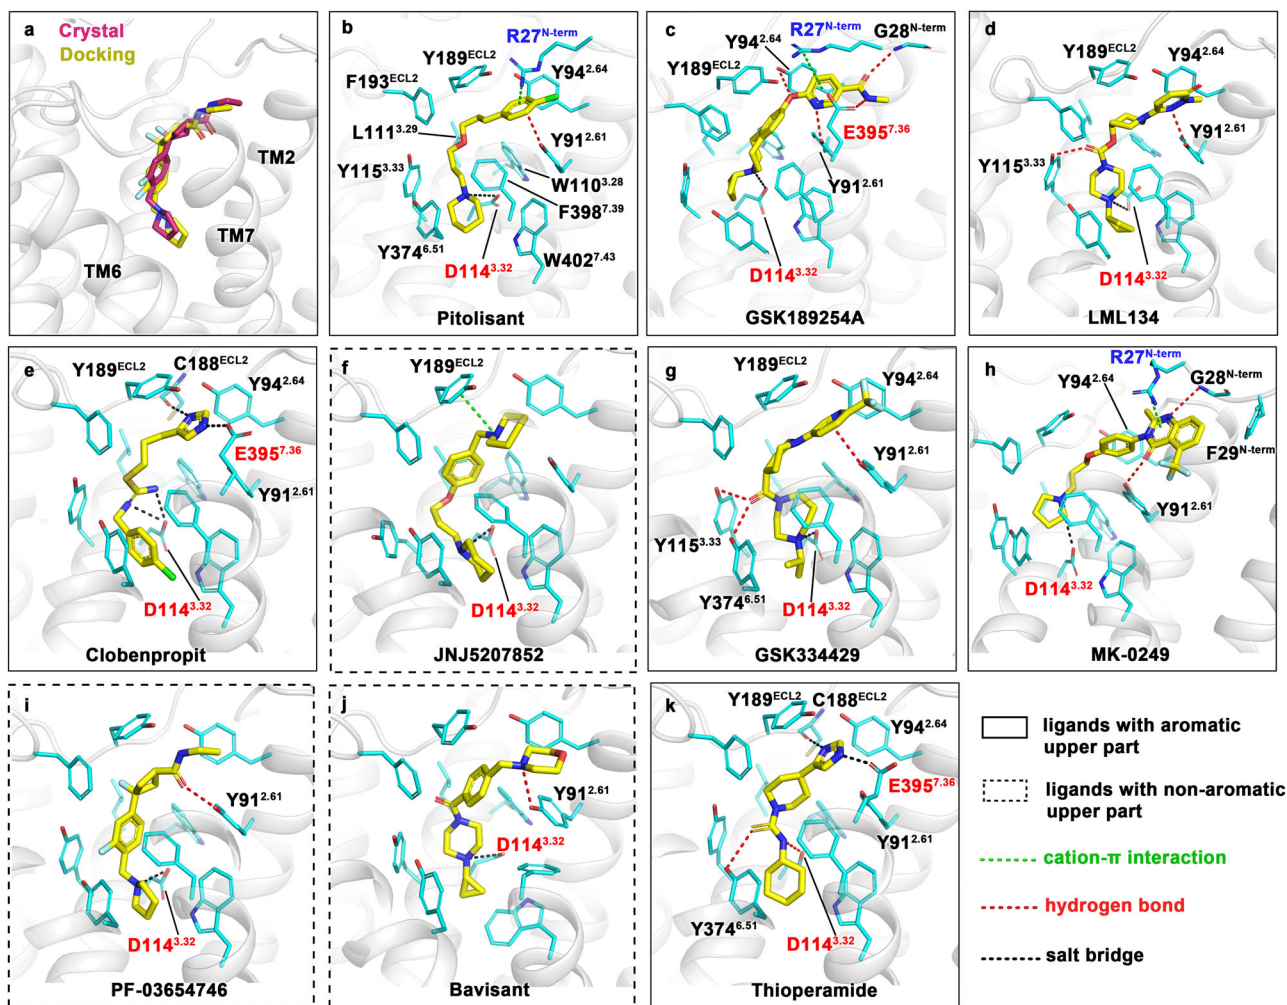 a
Crystal
Docking
TM2
TM7
TM6
b
R27N-term
Y189ECL2
Y942.64
F193ECL2
L1113.29
Y912.61
Y1153.33
W1103.28
F3987.39
Y3746.51
W4027.43
D1143.32
Pitolisant
c
R27N-term
G28N-term
Y942.64
Y189ECL2
E3957.36
Y912.61
D1143.32
GSK189254A
d
Y189ECL2
Y942.64
Y912.61
Y1153.33
D1143.32
LML134
e
C188ECL2
Y189ECL2
Y942.64
E3957.36
Y912.61
D1143.32
Clobenpropit
f
Y189ECL2
D1143.32
JNJ5207852
g
Y189ECL2
Y942.64
Y912.61
Y1153.33
Y3746.51
D1143.32
GSK334429
h
R27N-term
Y942.64
G28N-term
F29N-term
Y912.61
D1143.32
MK-0249
i
Y912.61
D1143.32
PF-03654746
j
Y912.61
D1143.32
Bavisant
k
Y189ECL2
C188ECL2
Y942.64
E3957.36
Y912.61
Y3746.51
D1143.32
Thioperamide
ligands with aromatic
upper part
ligands with non-aromatic
upper part
cation-π interaction
hydrogen bond
salt bridge